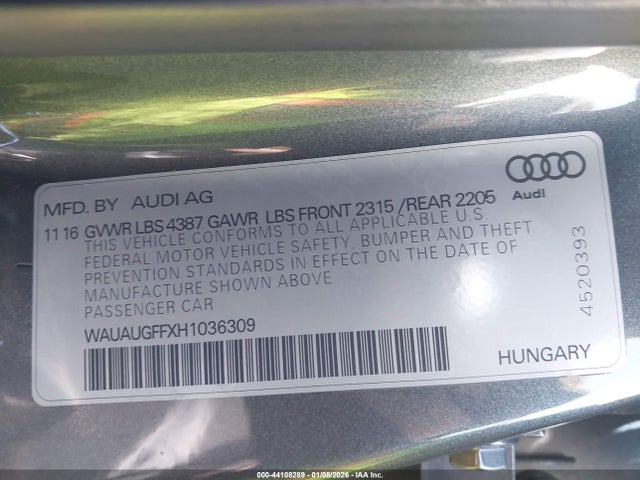 MFD. BY AUDI AG
Audi
11 16 GVWR LBS 4387 GAWR LBS FRONT 2315 /REAR 2205
THIS VEHICLE CONFORMS TO ALL APPLICABLE U.S.
FEDERAL MOTOR VEHICLE SAFETY, BUMPER AND THEFT
PREVENTION STANDARDS IN EFFECT ON THE DATE OF
MANUFACTURE SHOWN ABOVE
PASSENGER CAR
4520393
WAUAUGFFXH1036309
HUNGARY
000-44108289 - 01/08/2026 - IAA Inc.